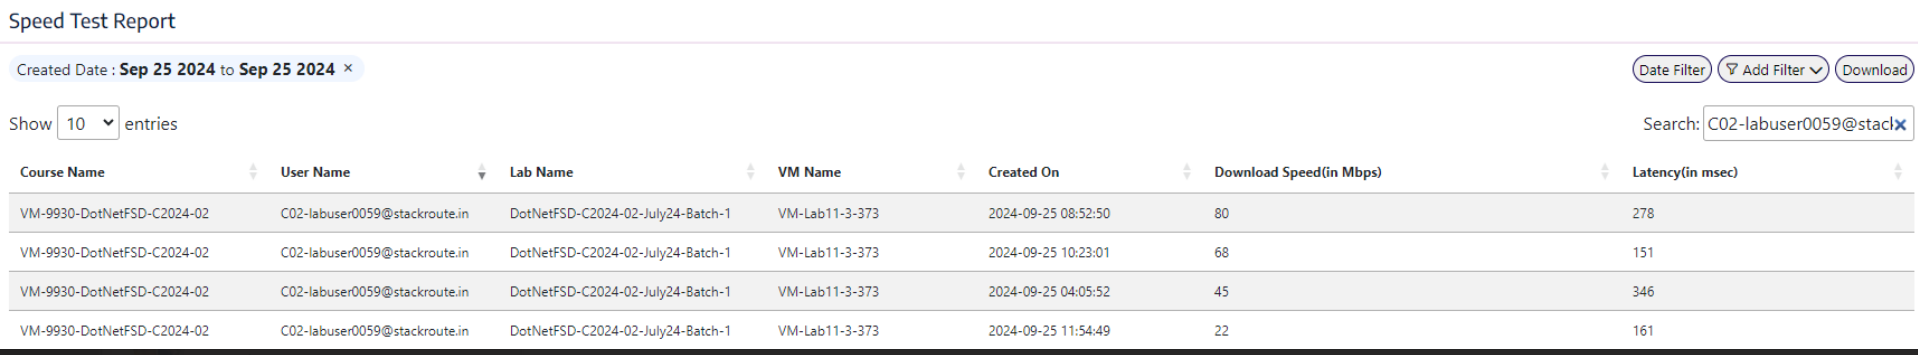 Speed Test Report
Created Date : Sep 25 2024 to Sep 25 2024 ×
Date Filter Add Filter Download
Show 10 entries
Search: C02-labuser0059@stack
Course Name User Name Lab Name VM Name Created On Download Speed(in Mbps) Latency(in msec)
VM-9930-DotNetFSD-C2024-02 C02-labuser0059@stackroute.in DotNetFSD-C2024-02-July24-Batch-1 VM-Lab11-3-373 2024-09-25 08:52:50 80 278
VM-9930-DotNetFSD-C2024-02 C02-labuser0059@stackroute.in DotNetFSD-C2024-02-July24-Batch-1 VM-Lab11-3-373 2024-09-25 10:23:01 68 151
VM-9930-DotNetFSD-C2024-02 C02-labuser0059@stackroute.in DotNetFSD-C2024-02-July24-Batch-1 VM-Lab11-3-373 2024-09-25 04:05:52 45 346
VM-9930-DotNetFSD-C2024-02 C02-labuser0059@stackroute.in DotNetFSD-C2024-02-July24-Batch-1 VM-Lab11-3-373 2024-09-25 11:54:49 22 161